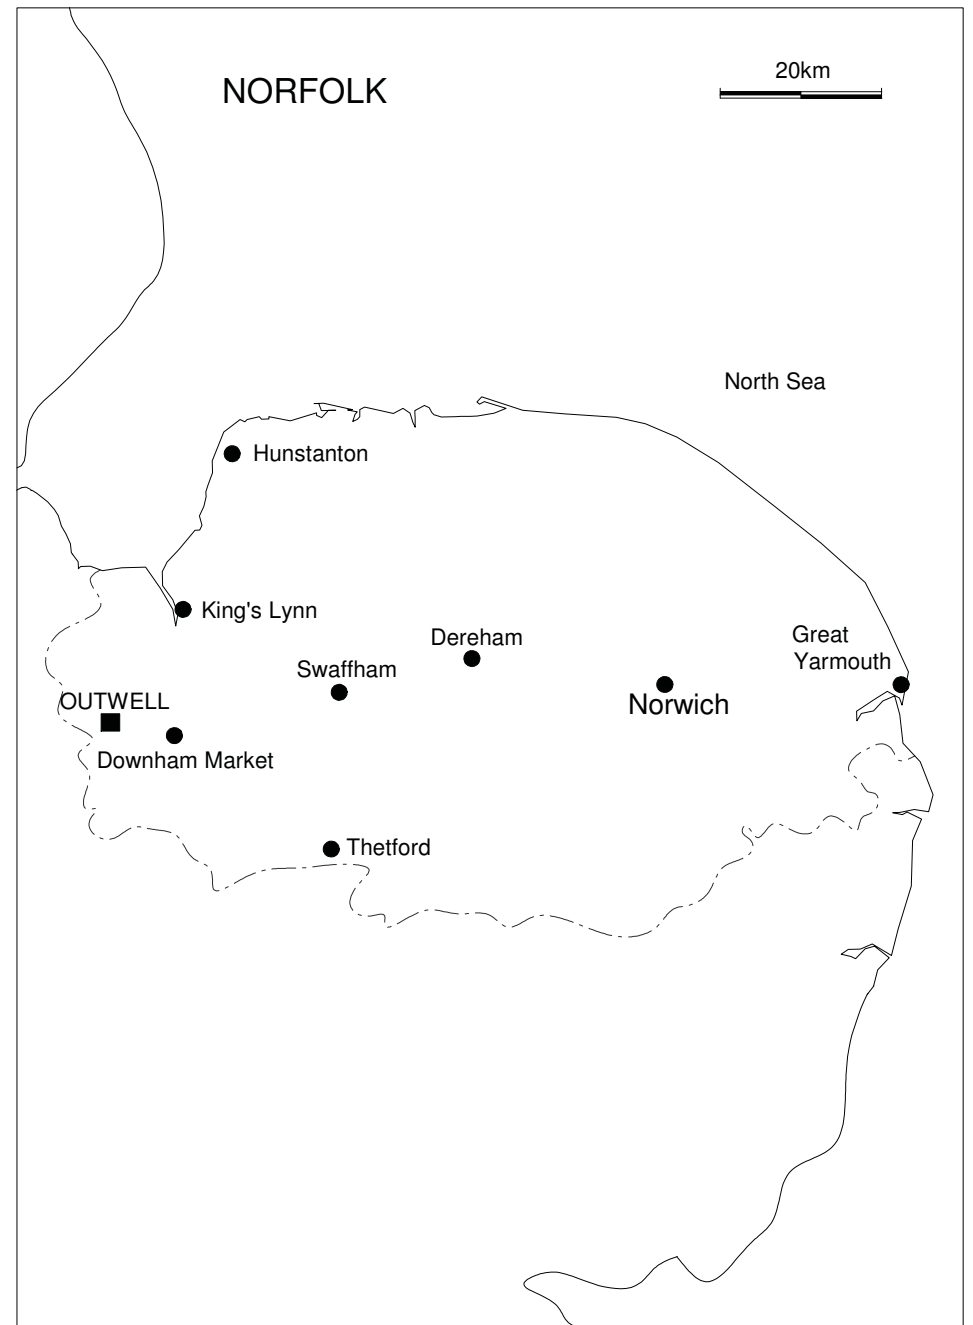 20km
NORFOLK
North Sea
Hunstanton
King's Lynn
Great
Yarmouth
Dereham
Swaffham
OUTWELL
Norwich
Downham Market
Thetford